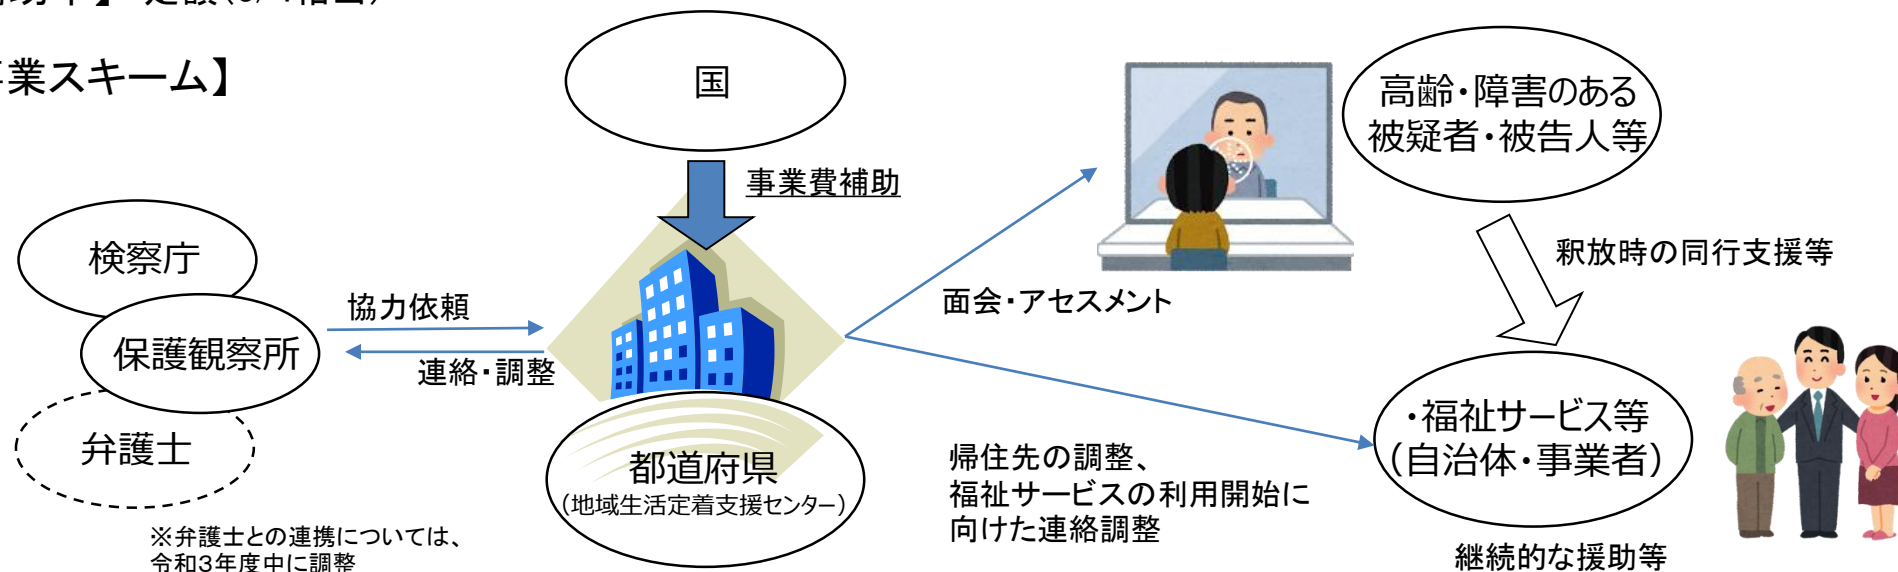 【事業スキーム】
国
事業費補助
検察庁
保護観察所
弁護士
協力依頼
連絡・調整
※弁護士との連携については、
令和3年度中に調整
都道府県
(地域生活定着支援センター)
面会・アセスメント
帰住先の調整、
福祉サービスの利用開始に
向けた連絡調整
高齢・障害のある
被疑者・被告人等
釈放時の同行支援等
・福祉サービス等
(自治体・事業者)
継続的な援助等